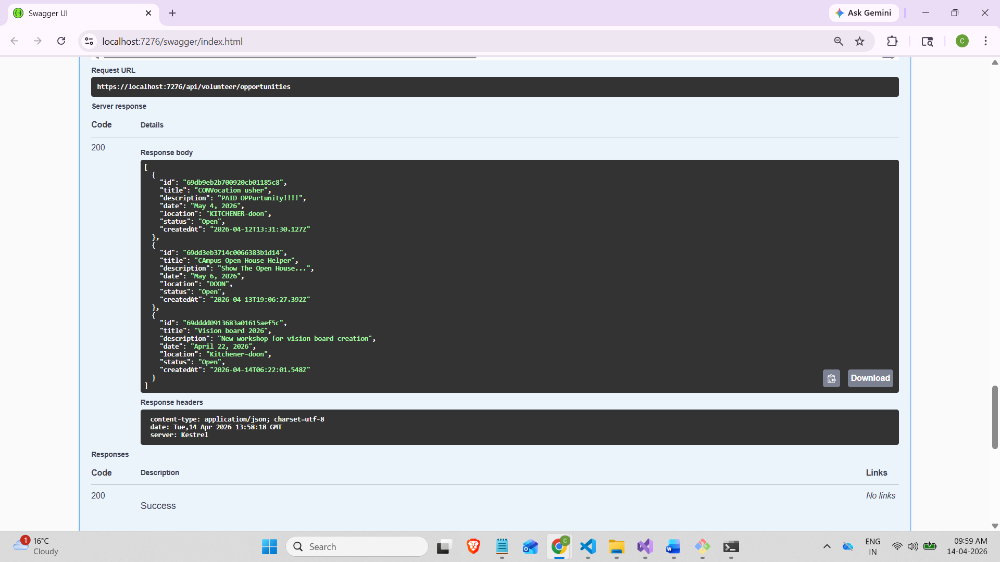 Swagger UI
Ask Gemini
localhost:7276/swagger/index.html
C
Request URL
https://localhost:7276/api/volunteer/opportunities
Server response
Code Details
200
Response body
[
  {
    "id": "69db9eb2b700920cb01185c8",
    "title": "CONVocation usher",
    "description": "PAID OPPurtunity!!!!",
    "date": "May 4, 2026",
    "location": "KITCHENER-doon",
    "status": "Open",
    "createdAt": "2026-04-12T13:31:30.127Z"
  },
  {
    "id": "69dd3eb3714c0066383b1d14",
    "title": "CAmpus Open House Helper",
    "description": "Show The Open House...",
    "date": "May 6, 2026",
    "location": "DOON",
    "status": "Open",
    "createdAt": "2026-04-13T19:06:27.392Z"
  },
  {
    "id": "69dddd0913683a01615aef5c",
    "title": "Vision board 2026",
    "description": "New workshop for vision board creation",
    "date": "April 22, 2026",
    "location": "Kitchener-doon",
    "status": "Open",
    "createdAt": "2026-04-14T06:22:01.548Z"
  }
]
Download
Response headers
content-type: application/json; charset=utf-8
date: Tue,14 Apr 2026 13:58:18 GMT
server: Kestrel
Responses
Code Description Links
200 No links
Success
1
16°C
Cloudy
Search
C
ENG
IN
09:59 AM
14-04-2026